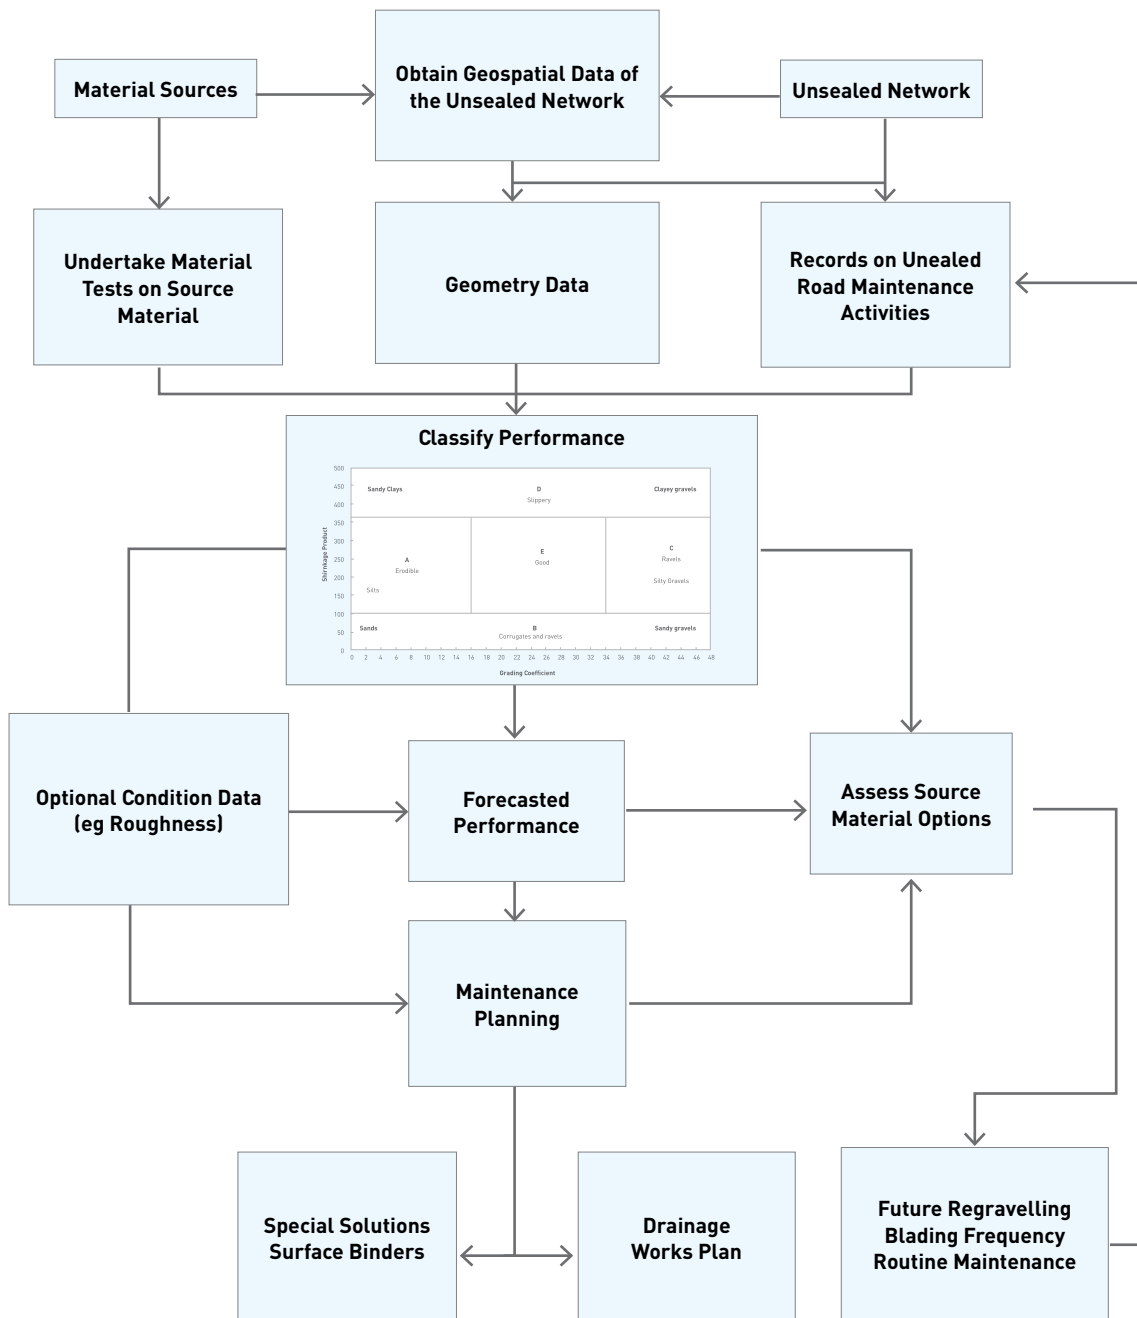 Material Sources
Obtain Geospatial Data of
the Unsealed Network
Unsealed Network
Undertake Material
Tests on Source
Material
Geometry Data
Records on Unealed
Road Maintenance
Activities
Classify Performance
Shirnkage Product
500
450
400
350
300
250
200
150
100
50
0
Sandy Clays
D
Slippery
Clayey gravels
A
Erodible
Silts
E
Good
C
Ravels
Silty Gravels
Sands
B
Corrugates and ravels
Sandy gravels
0 2 4 6 8 10 12 14 16 18 20 22 24 26 28 30 32 34 36 38 40 42 44 46 48
Grading Coefficient
Optional Condition Data
(eg Roughness)
Forecasted
Performance
Assess Source
Material Options
Maintenance
Planning
Special Solutions
Surface Binders
Drainage
Works Plan
Future Regravelling
Blading Frequency
Routine Maintenance